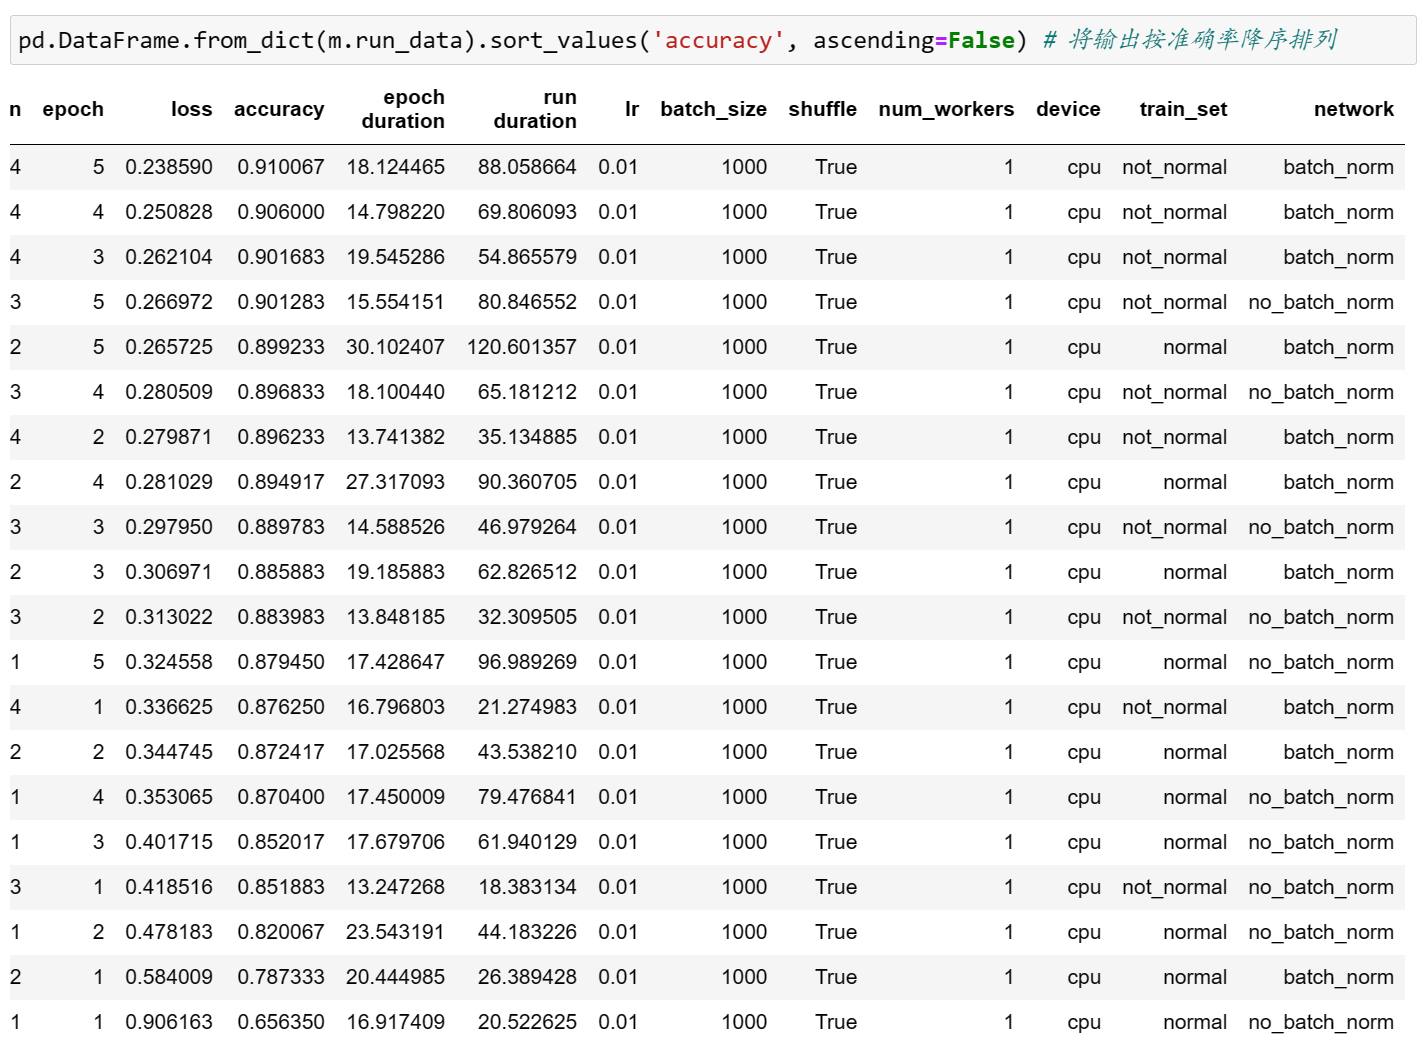 pd.DataFrame.from_dict(m.run_data).sort_values('accuracy', ascending=False) # 将输出按准确率降序排列
n epoch loss accuracy epoch duration run duration lr batch_size shuffle num_workers device train_set network
4 5 0.238590 0.910067 18.124465 88.058664 0.01 1000 True 1 cpu not_normal batch_norm
4 4 0.250828 0.906000 14.798220 69.806093 0.01 1000 True 1 cpu not_normal batch_norm
4 3 0.262104 0.901683 19.545286 54.865579 0.01 1000 True 1 cpu not_normal batch_norm
3 5 0.266972 0.901283 15.554151 80.846552 0.01 1000 True 1 cpu not_normal no_batch_norm
2 5 0.265725 0.899233 30.102407 120.601357 0.01 1000 True 1 cpu normal batch_norm
3 4 0.280509 0.896833 18.100440 65.181212 0.01 1000 True 1 cpu not_normal no_batch_norm
4 2 0.279871 0.896233 13.741382 35.134885 0.01 1000 True 1 cpu not_normal batch_norm
2 4 0.281029 0.894917 27.317093 90.360705 0.01 1000 True 1 cpu normal batch_norm
3 3 0.297950 0.889783 14.588526 46.979264 0.01 1000 True 1 cpu not_normal no_batch_norm
2 3 0.306971 0.885883 19.185883 62.826512 0.01 1000 True 1 cpu normal batch_norm
3 2 0.313022 0.883983 13.848185 32.309505 0.01 1000 True 1 cpu not_normal no_batch_norm
1 5 0.324558 0.879450 17.428647 96.989269 0.01 1000 True 1 cpu normal no_batch_norm
4 1 0.336625 0.876250 16.796803 21.274983 0.01 1000 True 1 cpu not_normal batch_norm
2 2 0.344745 0.872417 17.025568 43.538210 0.01 1000 True 1 cpu normal batch_norm
1 4 0.353065 0.870400 17.450009 79.476841 0.01 1000 True 1 cpu normal no_batch_norm
1 3 0.401715 0.852017 17.679706 61.940129 0.01 1000 True 1 cpu normal no_batch_norm
3 1 0.418516 0.851883 13.247268 18.383134 0.01 1000 True 1 cpu not_normal no_batch_norm
1 2 0.478183 0.820067 23.543191 44.183226 0.01 1000 True 1 cpu normal no_batch_norm
2 1 0.584009 0.787333 20.444985 26.389428 0.01 1000 True 1 cpu normal batch_norm
1 1 0.906163 0.656350 16.917409 20.522625 0.01 1000 True 1 cpu normal no_batch_norm